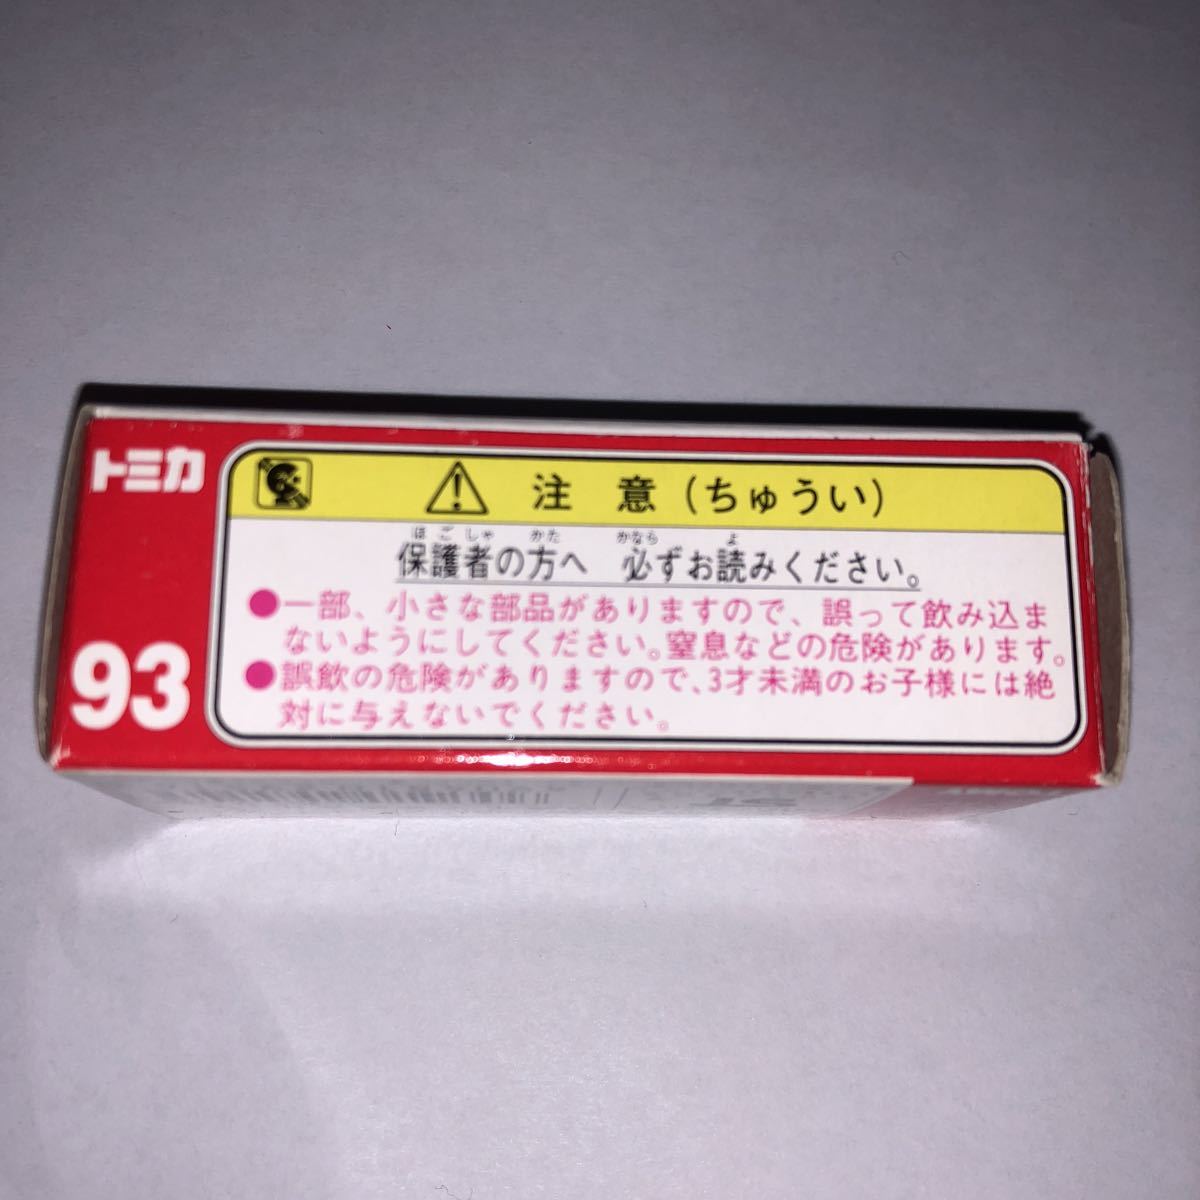 トミカ
93
注 意(ちゅうい)
ほ ご しゃ かた かなら よ
保護者の方へ 必ずお読みください。
●一部、小さな部品がありますので、誤って飲み込ま
ないようにしてください。窒息などの危険があります。
●誤飲の危険がありますので、3才未満のお子様には絶
対に与えないでください。